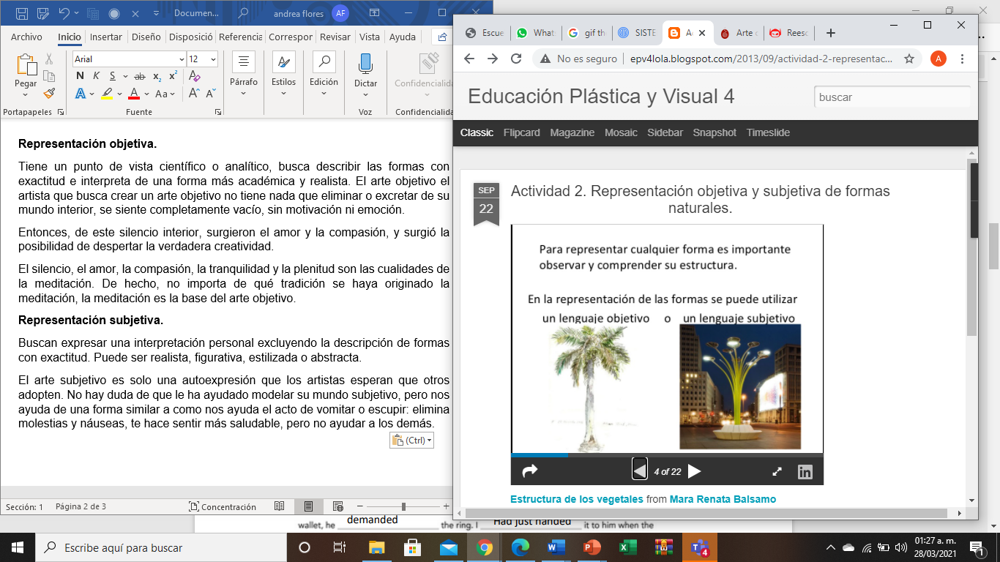 Documen...
andrea flores
AF
Archivo Inicio Insertar Diseño Disposició Referencia Correspor Revisar Vista Ayuda
Pegar
Arial 12
N K S ab x₂ x²
A A Aa A A
Párrafo
Estilos
Edición
Dictar
Confidencialidad
Portapapeles Fuente Voz Confidencialid
Representación objetiva.
Tiene un punto de vista científico o analítico, busca describir las formas con
exactitud e interpreta de una forma más académica y realista. El arte objetivo el
artista que busca crear un arte objetivo no tiene nada que eliminar o excretar de su
mundo interior, se siente completamente vacío, sin motivación ni emoción.
Entonces, de este silencio interior, surgieron el amor y la compasión, y surgió la
posibilidad de despertar la verdadera creatividad.
El silencio, el amor, la compasión, la tranquilidad y la plenitud son las cualidades de
la meditación. De hecho, no importa de qué tradición se haya originado la
meditación, la meditación es la base del arte objetivo.
Representación subjetiva.
Buscan expresar una interpretación personal excluyendo la descripción de formas
con exactitud. Puede ser realista, figurativa, estilizada o abstracta.
El arte subjetivo es solo una autoexpresión que los artistas esperan que otros
adopten. No hay duda de que le ha ayudado modelar su mundo subjetivo, pero nos
ayuda de una forma similar a como nos ayuda el acto de vomitar o escupir: elimina
molestias y náuseas, te hace sentir más saludable, pero no ayudar a los demás.
(Ctrl)
Sección: 1 Página 2 de 3 Concentración
Escue What gif th SISTE A Arte Reesc
No es seguro epv4lola.blogspot.com/2013/09/actividad-2-representac...
A
Educación Plástica y Visual 4
buscar
Classic Flipcard Magazine Mosaic Sidebar Snapshot Timeslide
SEP
22
Actividad 2. Representación objetiva y subjetiva de formas
naturales.
Para representar cualquier forma es importante
observar y comprender su estructura.
En la representación de las formas se puede utilizar
un lenguaje objetivo o un lenguaje subjetivo
4 of 22
in
Estructura de los vegetales from Mara Renata Balsamo
wallet, he demanded the ring. I Had just handed it to him when the
Escribe aquí para buscar
4
01:27 a. m.
28/03/2021
1